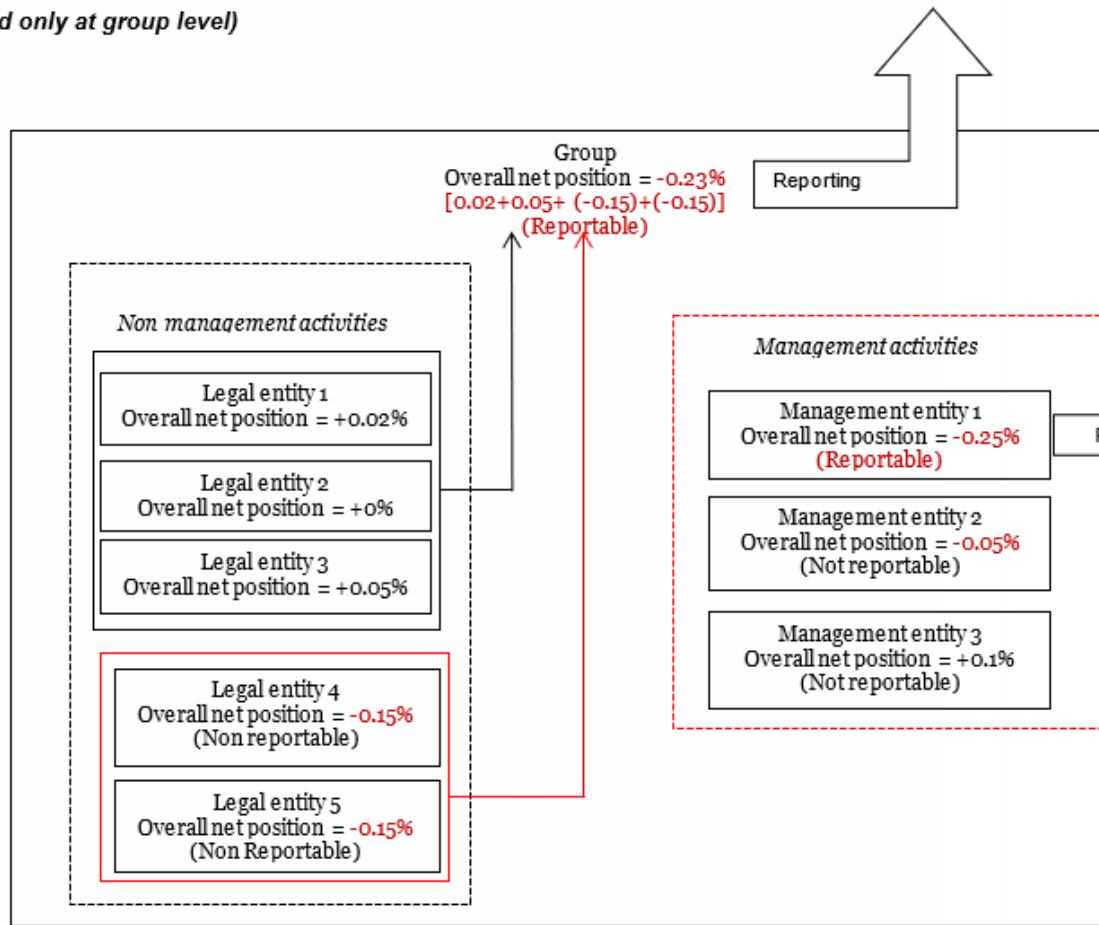 d only at group level)
Group
Overall net position = -0.23%
[0.02+0.05+ (-0.15)+(-0.15)]
(Reportable)
Reporting
Non management activities
Legal entity 1
Overall net position = +0.02%
Legal entity 2
Overall net position = +0%
Legal entity 3
Overall net position = +0.05%
Legal entity 4
Overall net position = -0.15%
(Non reportable)
Legal entity 5
Overall net position = -0.15%
(Non Reportable)
Management activities
Management entity 1
Overall net position = -0.25%
(Reportable)
Management entity 2
Overall net position = -0.05%
(Not reportable)
Management entity 3
Overall net position = +0.1%
(Not reportable)